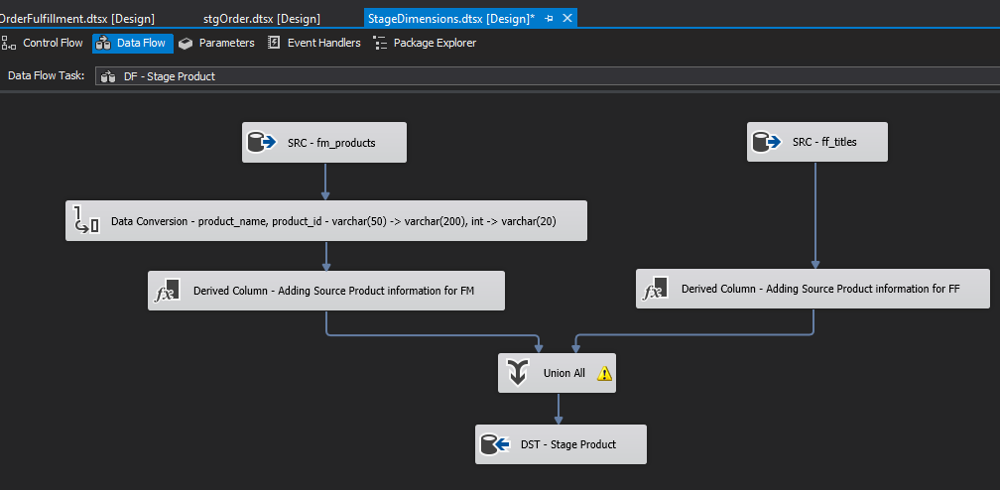 OrderFulfillment.dtsx [Design]
stgOrder.dtsx [Design]
StageDimensions.dtsx [Design]*
Control Flow
Data Flow
Parameters
Event Handlers
Package Explorer
Data Flow Task:
DF - Stage Product
SRC - fm_products
SRC - ff_titles
Data Conversion - product_name, product_id - varchar(50) -> varchar(200), int -> varchar(20)
Derived Column - Adding Source Product information for FM
Derived Column - Adding Source Product information for FF
Union All
DST - Stage Product